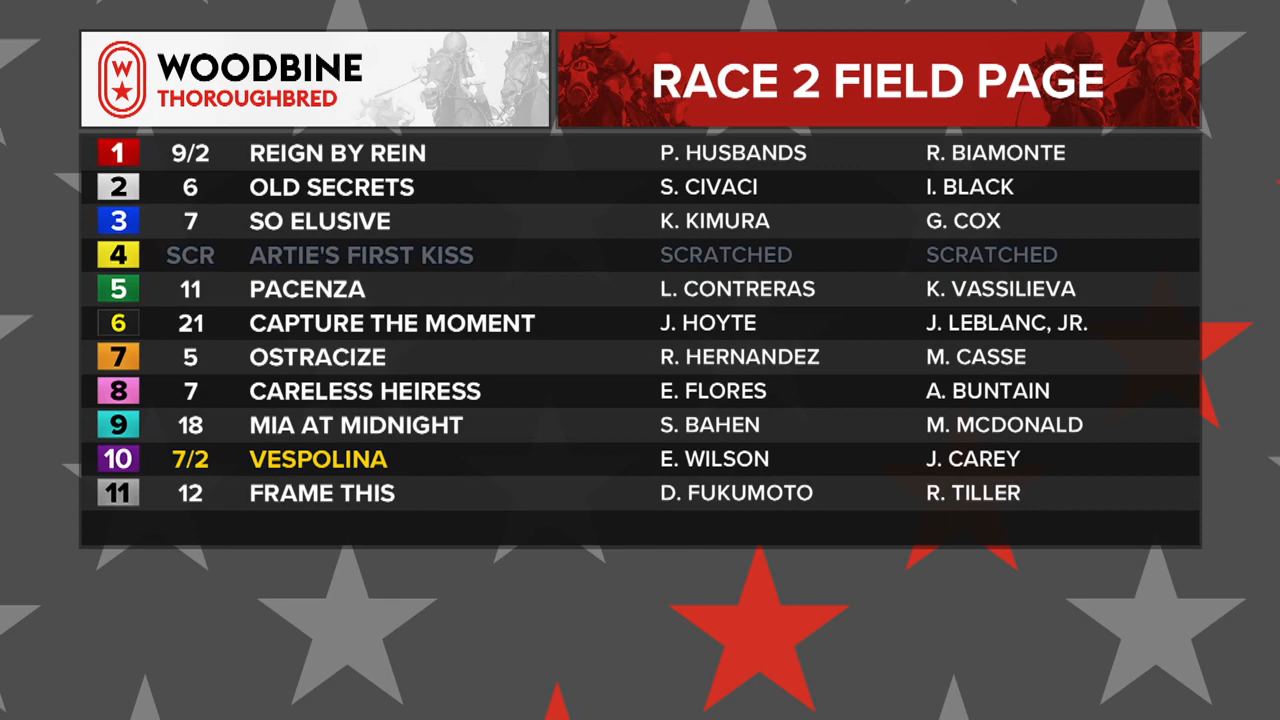 W
WOODBINE
THOROUGHBRED
RACE 2 FIELD PAGE
1 9/2 REIGN BY REIN P. HUSBANDS R. BIAMONTE
2 6 OLD SECRETS S. CIVACI I. BLACK
3 7 SO ELUSIVE K. KIMURA G. COX
4 SCR ARTIE'S FIRST KISS SCRATCHED SCRATCHED
5 11 PACENZA L. CONTRERAS K. VASSILIEVA
6 21 CAPTURE THE MOMENT J. HOYTE J. LEBLANC, JR.
7 5 OSTRACIZE R. HERNANDEZ M. CASSE
8 7 CARELESS HEIRESS E. FLORES A. BUNTAIN
9 18 MIA AT MIDNIGHT S. BAHEN M. MCDONALD
10 7/2 VESPOLINA E. WILSON J. CAREY
11 12 FRAME THIS D. FUKUMOTO R. TILLER